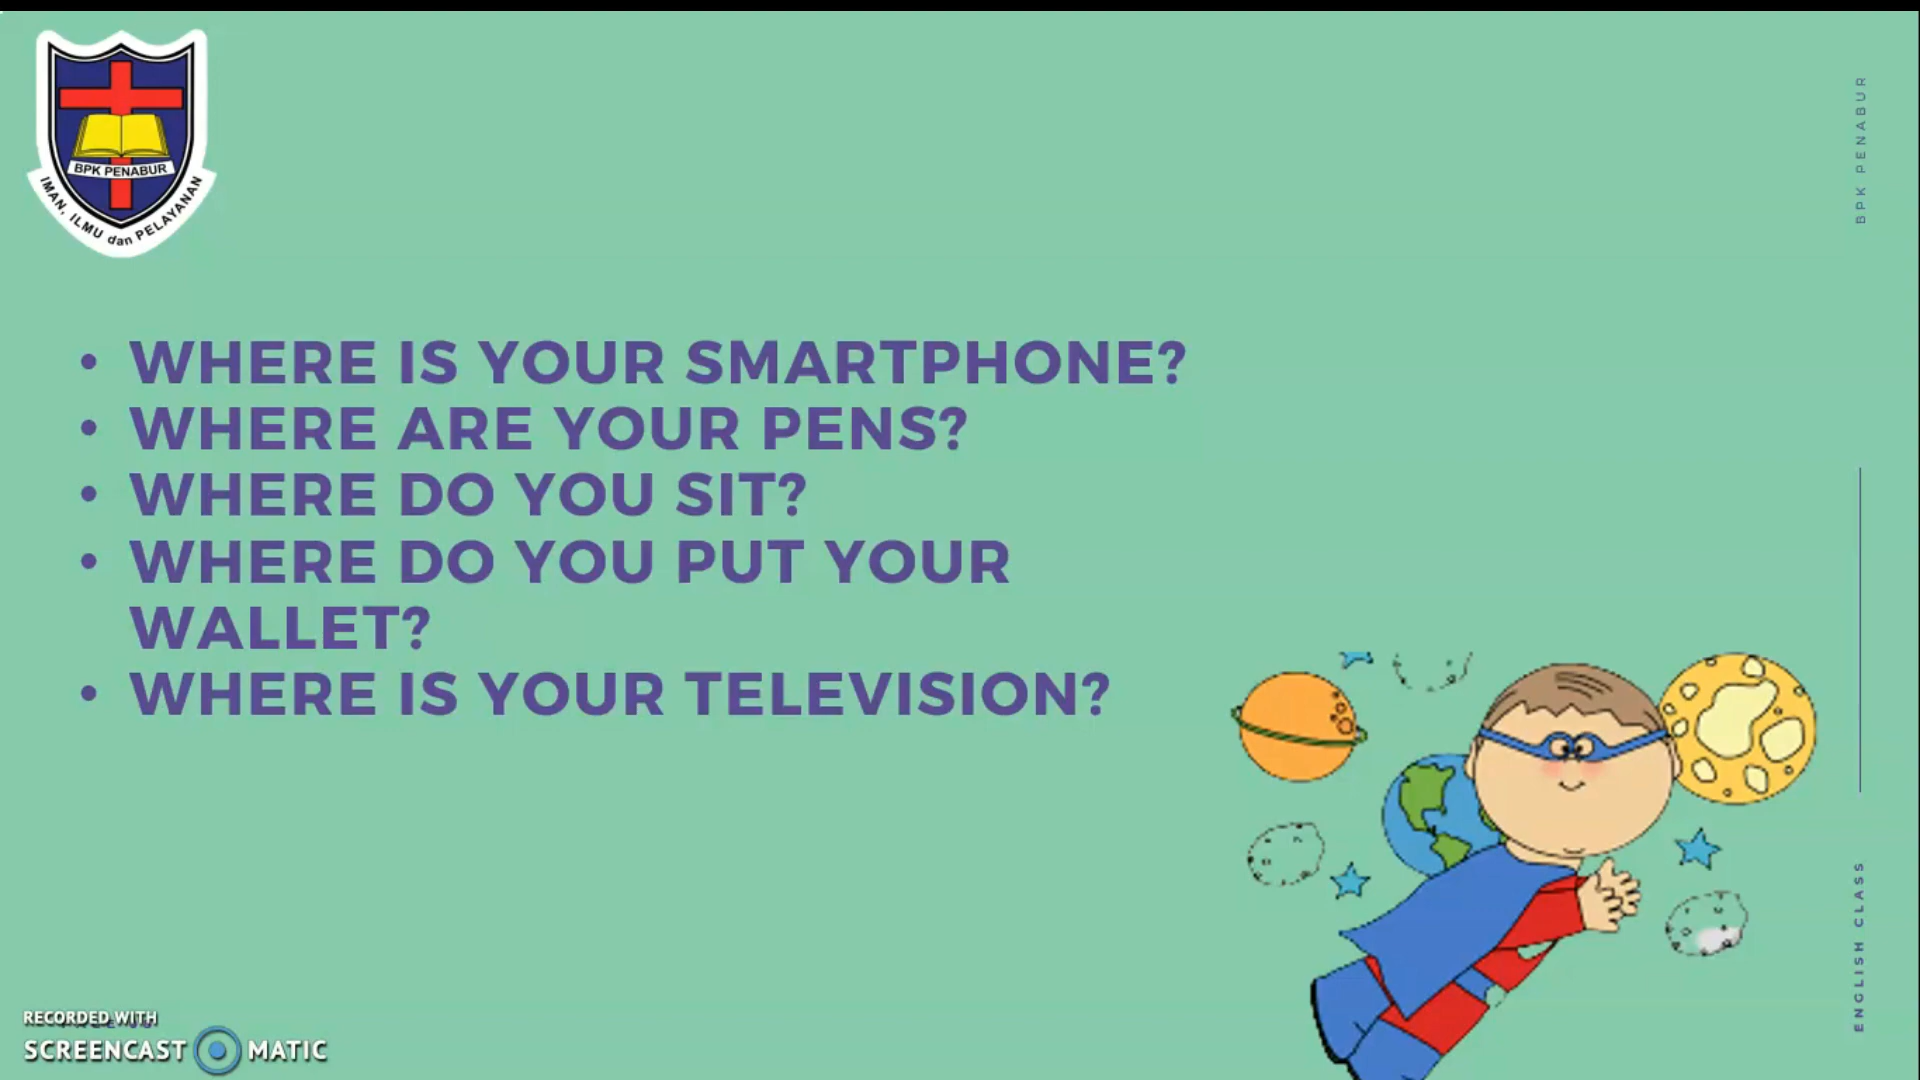 BPK PENABUR
IMAN, ILMU dan PELAYANAN
BPK PENABUR
• WHERE IS YOUR SMARTPHONE?
• WHERE ARE YOUR PENS?
• WHERE DO YOU SIT?
• WHERE DO YOU PUT YOUR
WALLET?
• WHERE IS YOUR TELEVISION?
ENGLISH CLASS
RECORDED WITH
SCREENCAST MATIC